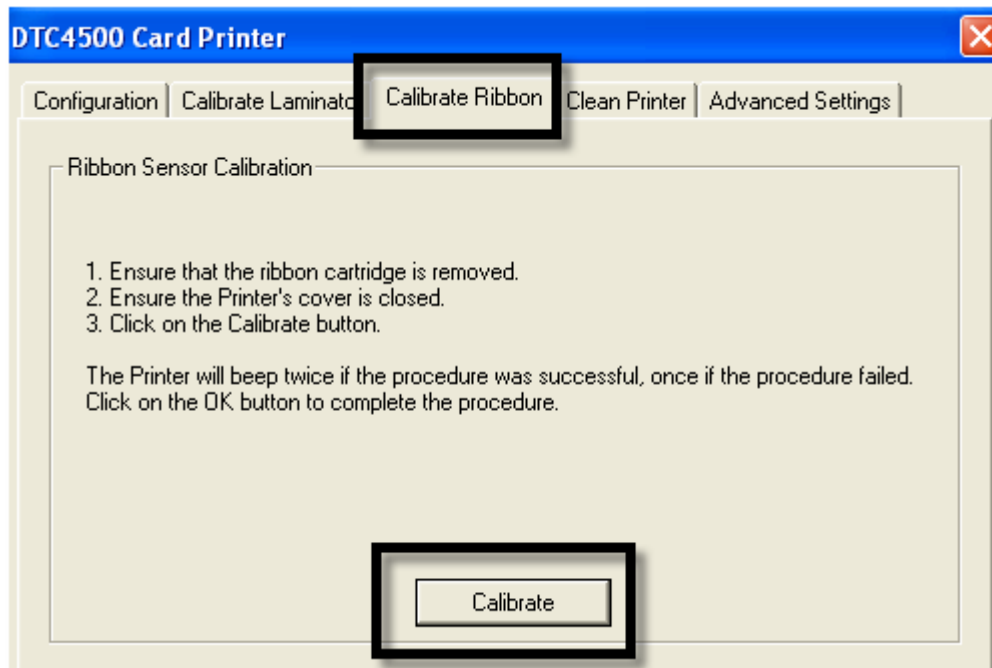 DTC4500 Card Printer
Configuration Calibrate Laminato Calibrate Ribbon Clean Printer Advanced Settings
Ribbon Sensor Calibration
1. Ensure that the ribbon cartridge is removed.
2. Ensure the Printer's cover is closed.
3. Click on the Calibrate button.
The Printer will beep twice if the procedure was successful, once if the procedure failed.
Click on the OK button to complete the procedure.
Calibrate